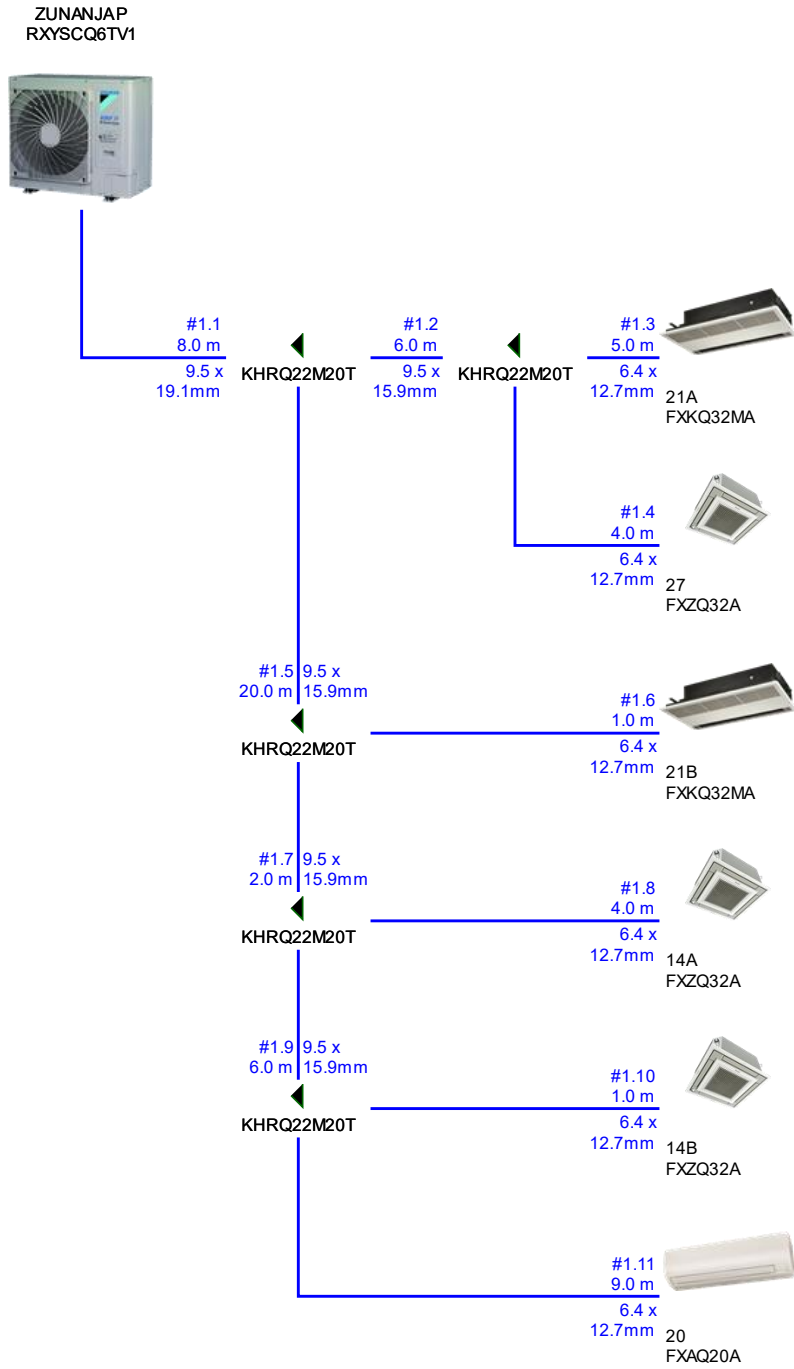 ZUNANJAP
RXYSCQ6TV1
#1.1
8.0 m
9.5 x
19.1mm
KHRQ22M20T
#1.2
6.0 m
9.5 x
15.9mm
KHRQ22M20T
#1.3
5.0 m
6.4 x
12.7mm
21A
FXKQ32MA
#1.4
4.0 m
6.4 x
12.7mm
27
FXZQ32A
#1.5 9.5 x
20.0 m 15.9mm
KHRQ22M20T
#1.6
1.0 m
6.4 x
12.7mm
21B
FXKQ32MA
#1.7 9.5 x
2.0 m 15.9mm
KHRQ22M20T
#1.8
4.0 m
6.4 x
12.7mm
14A
FXZQ32A
#1.9 9.5 x
6.0 m 15.9mm
KHRQ22M20T
#1.10
1.0 m
6.4 x
12.7mm
14B
FXZQ32A
#1.11
9.0 m
6.4 x
12.7mm
20
FXAQ20A